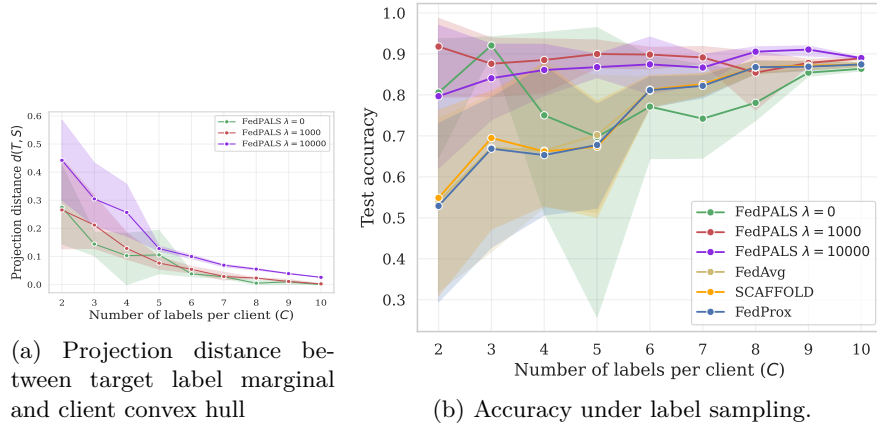 Projection distance d(T, S)
0.6
0.5
0.4
0.3
0.2
0.1
0.0
FedPALS λ = 0
FedPALS λ = 1000
FedPALS λ = 10000
2 3 4 5 6 7 8 9 10
Number of labels per client (C)
(a) Projection distance be-
tween target label marginal
and client convex hull
Test accuracy
1.0
0.9
0.8
0.7
0.6
0.5
0.4
0.3
FedPALS λ = 0
FedPALS λ = 1000
FedPALS λ = 10000
FedAvg
SCAFFOLD
FedProx
2 3 4 5 6 7 8 9 10
Number of labels per client (C)
(b) Accuracy under label sampling.